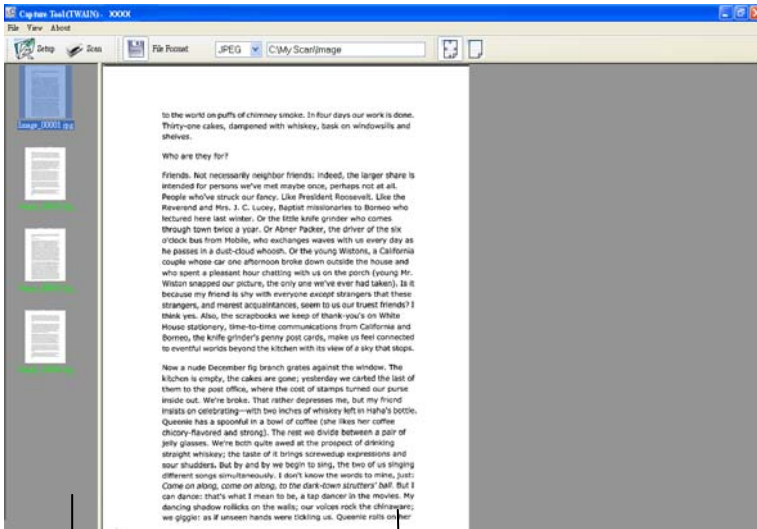 Capture Tool(TWAIN) - XXXX
File View About
Setup Scan File Format JPEG C:\My Scan\Image
Image_00001.jpg
to the world on puffs of chimney smoke. In four days our work is done.
Thirty-one cakes, dampened with whiskey, bask on windowsills and
shelves.
Who are they for?
Friends. Not necessarily neighbor friends: indeed, the larger share is
intended for persons we've met maybe once, perhaps not at all.
People who've struck our fancy. Like President Roosevelt. Like the
Reverend and Mrs. J. C. Lucey, Baptist missionaries to Borneo who
lectured here last winter. Or the little knife grinder who comes
through town twice a year. Or Abner Packer, the driver of the six
o'clock bus from Mobile, who exchanges waves with us every day as
he passes in a dust-cloud whoosh. Or the young Wistons, a California
couple whose car one afternoon broke down outside the house and
who spent a pleasant hour chatting with us on the porch (young Mr.
Wiston snapped our picture, the only one we've ever had taken). Is it
because my friend is shy with everyone except strangers that these
strangers, and merest acquaintances, seem to us our truest friends? I
think yes. Also, the scrapbooks we keep of thank-you's on White
House stationery, time-to-time communications from California and
Borneo, the knife grinder's penny post cards, make us feel connected
to eventful worlds beyond the kitchen with its view of a sky that stops.
Now a nude December fig branch grates against the window. The
kitchen is empty, the cakes are gone; yesterday we carted the last of
them to the post office, where the cost of stamps turned our purse
inside out. We're broke. That rather depresses me, but my friend
insists on celebrating—with two inches of whiskey left in Haha's bottle.
Queenie has a spoonful in a bowl of coffee (she likes her coffee
chicory-flavored and strong). The rest we divide between a pair of
jelly glasses. We're both quite awed at the prospect of drinking
straight whiskey; the taste of it brings screwedup expressions and
sour shudders. But by and by we begin to sing, the two of us singing
different songs simultaneously. I don't know the words to mine, just:
Come on along, come on along, to the dark-town strutters' ball. But I
can dance: that's what I mean to be, a tap dancer in the movies. My
dancing shadow rollicks on the walls; our voices rock the chinaware;
we giggle: as if unseen hands were tickling us. Queenie rolls on her